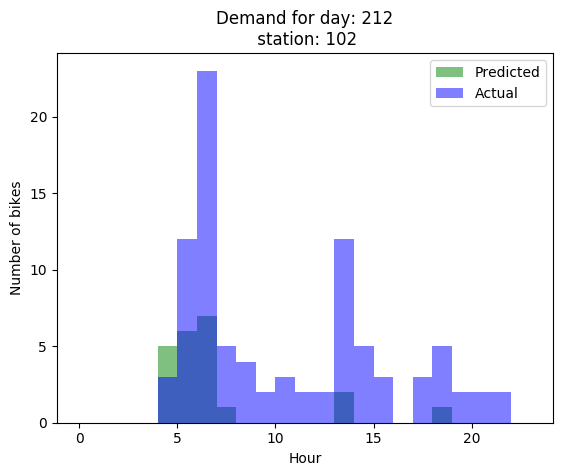 Demand for day: 212
station: 102
Predicted
Actual
Number of bikes
20
15
10
5
0
0
5
10
15
20
Hour